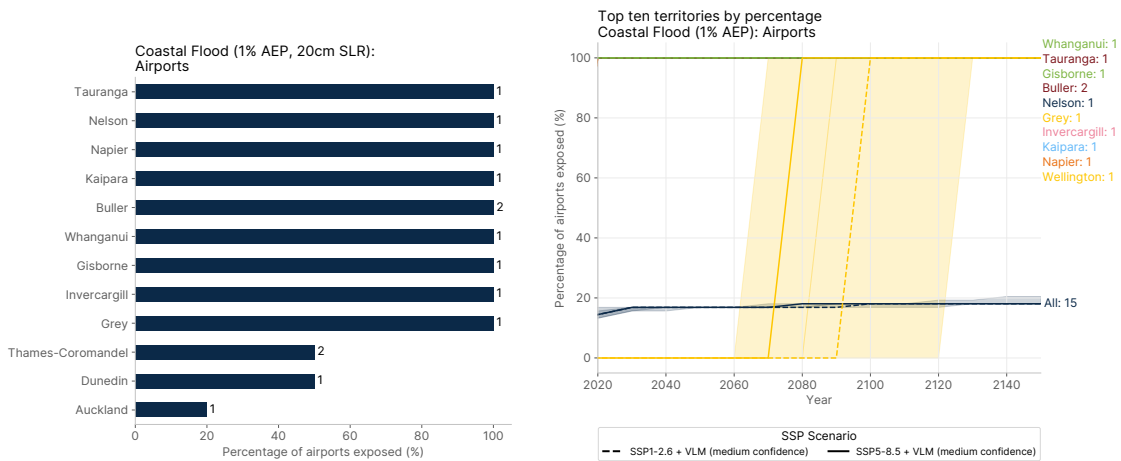 Coastal Flood (1% AEP, 20cm SLR):
Airports
Tauranga
1
Nelson
1
Napier
1
Kaipara
1
Buller
2
Whanganui
1
Gisborne
1
Invercargill
1
Grey
1
Thames-Coromandel
2
Dunedin
1
Auckland
1
0
20
40
60
80
100
Percentage of airports exposed (%)
Top ten territories by percentage
Coastal Flood (1% AEP): Airports
Percentage of airports exposed (%)
100
80
60
40
20
0
2020
2040
2060
2080
2100
2120
2140
Year
Whanganui: 1
Tauranga: 1
Gisborne: 1
Buller: 2
Nelson: 1
Grey: 1
Invercargill: 1
Kaipara: 1
Napier: 1
Wellington: 1
All: 15
SSP Scenario
SSP1-2.6 + VLM (medium confidence)
SSP5-8.5 + VLM (medium confidence)